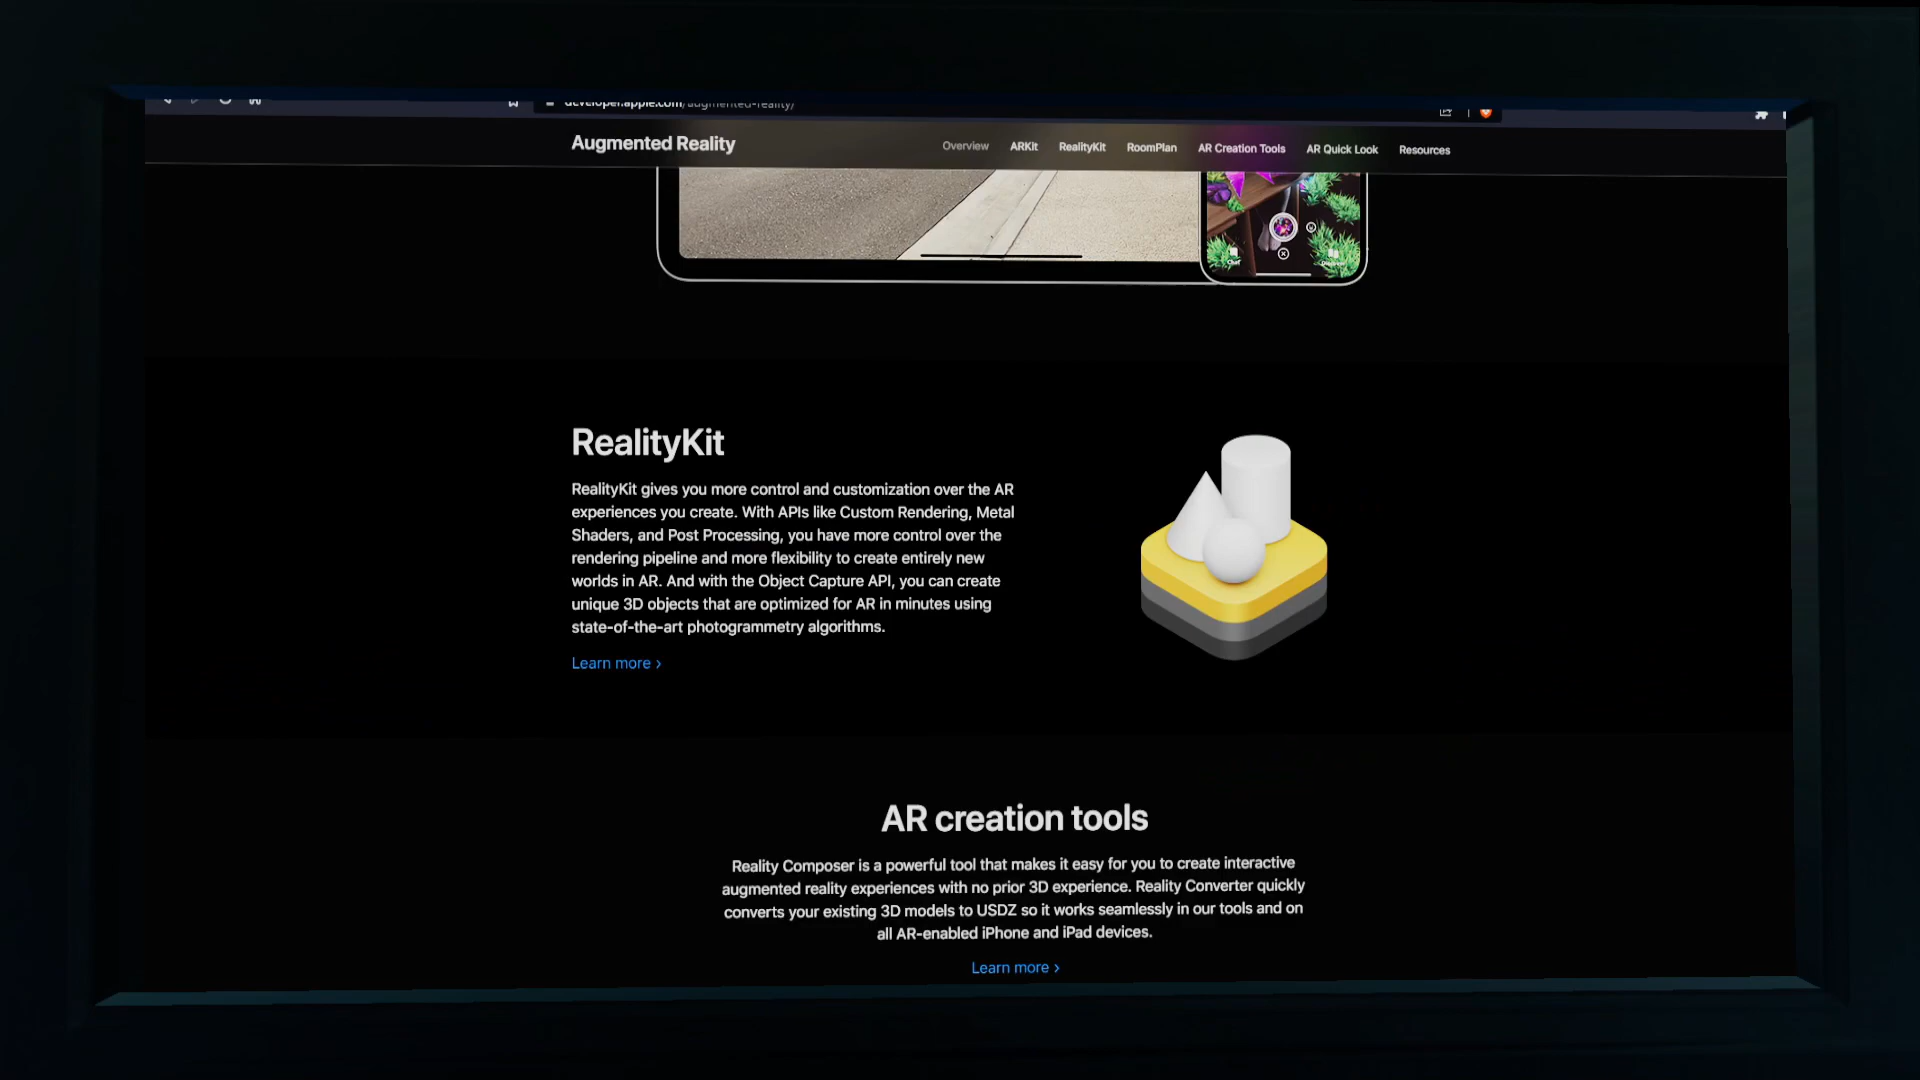 developer.apple.com/augmented-reality/
Augmented Reality
Overview ARKit RealityKit RoomPlan AR Creation Tools AR Quick Look Resources
RealityKit
RealityKit gives you more control and customization over the AR
experiences you create. With APIs like Custom Rendering, Metal
Shaders, and Post Processing, you have more control over the
rendering pipeline and more flexibility to create entirely new
worlds in AR. And with the Object Capture API, you can create
unique 3D objects that are optimized for AR in minutes using
state-of-the-art photogrammetry algorithms.
Learn more ›
AR creation tools
Reality Composer is a powerful tool that makes it easy for you to create interactive
augmented reality experiences with no prior 3D experience. Reality Converter quickly
converts your existing 3D models to USDZ so it works seamlessly in our tools and on
all AR-enabled iPhone and iPad devices.
Learn more ›